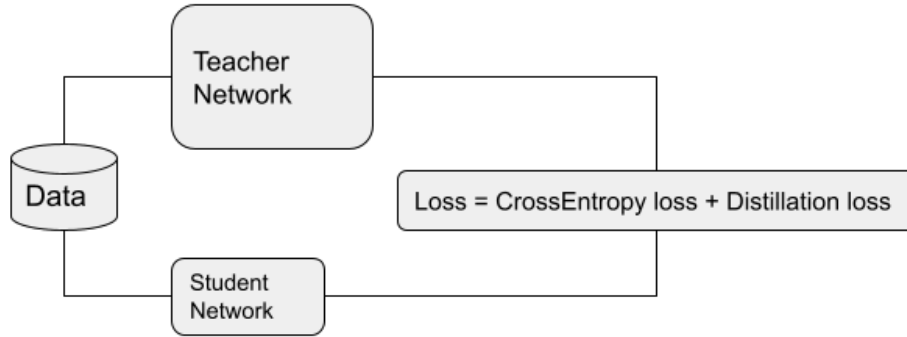 Teacher
Network
Data
Loss = CrossEntropy loss + Distillation loss
Student
Network